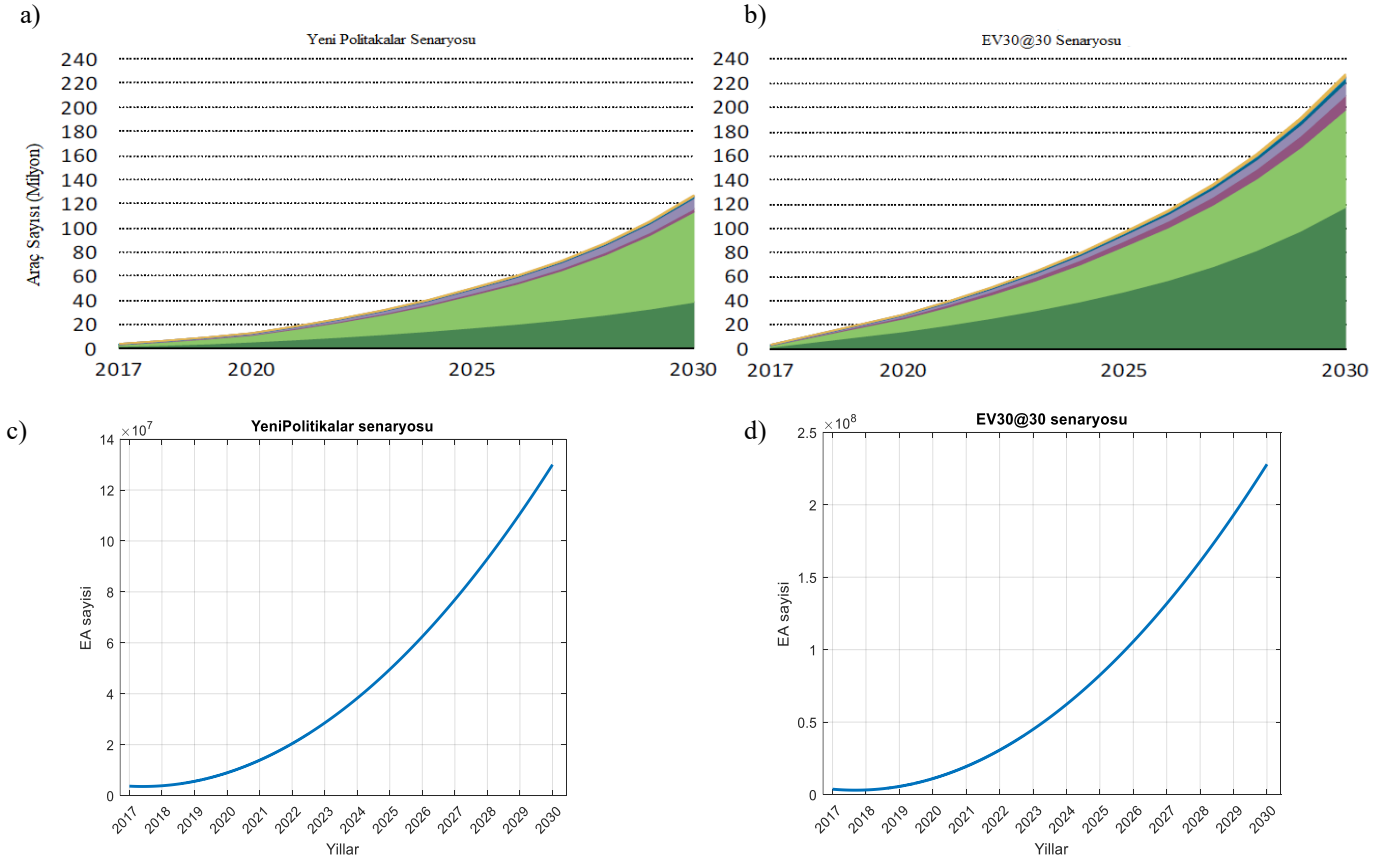 a)
Yeni Politakalar Senaryosu
Araç Sayısı (Milyon)
240
220
200
180
160
140
120
100
80
60
40
20
0
2017 2020 2025 2030
b)
EV30@30 Senaryosu
240
220
200
180
160
140
120
100
80
60
40
20
0
2017 2020 2025 2030
c)
YeniPolitikalar senaryosu
×10⁷
EA sayisi
14
12
10
8
6
4
2
0
2017 2018 2019 2020 2021 2022 2023 2024 2025 2026 2027 2028 2029 2030
Yillar
d)
EV30@30 senaryosu
×10⁸
EA sayisi
2.5
2
1.5
1
0.5
0
2017 2018 2019 2020 2021 2022 2023 2024 2025 2026 2027 2028 2029 2030
Yillar